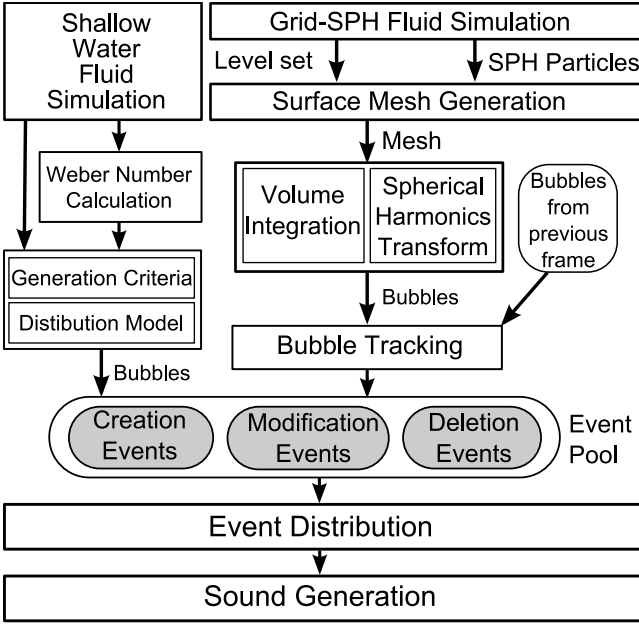 Shallow
Water
Fluid
Simulation
Grid-SPH Fluid Simulation
Level set
SPH Particles
Surface Mesh Generation
Mesh
Weber Number
Calculation
Volume
Integration
Spherical
Harmonics
Transform
Bubbles
from
previous
frame
Generation Criteria
Distibution Model
Bubbles
Bubble Tracking
Bubbles
Creation
Events
Modification
Events
Deletion
Events
Event
Pool
Event Distribution
Sound Generation